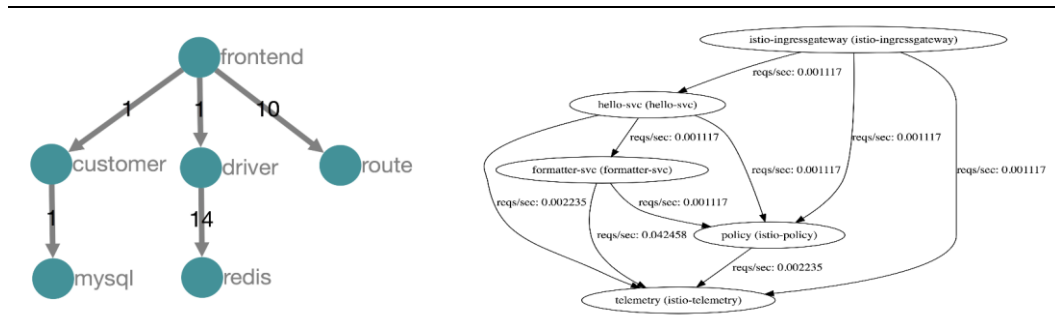 frontend
1
1
10
customer
driver
route
1
14
mysql
redis
istio-ingressgateway (istio-ingressgateway)
reqs/sec: 0.001117
hello-svc (hello-svc)
reqs/sec: 0.001117
reqs/sec: 0.001117
formatter-svc (formatter-svc)
reqs/sec: 0.001117
reqs/sec: 0.001117
reqs/sec: 0.002235
reqs/sec: 0.001117
policy (istio-policy)
reqs/sec: 0.042458
reqs/sec: 0.002235
telemetry (istio-telemetry)